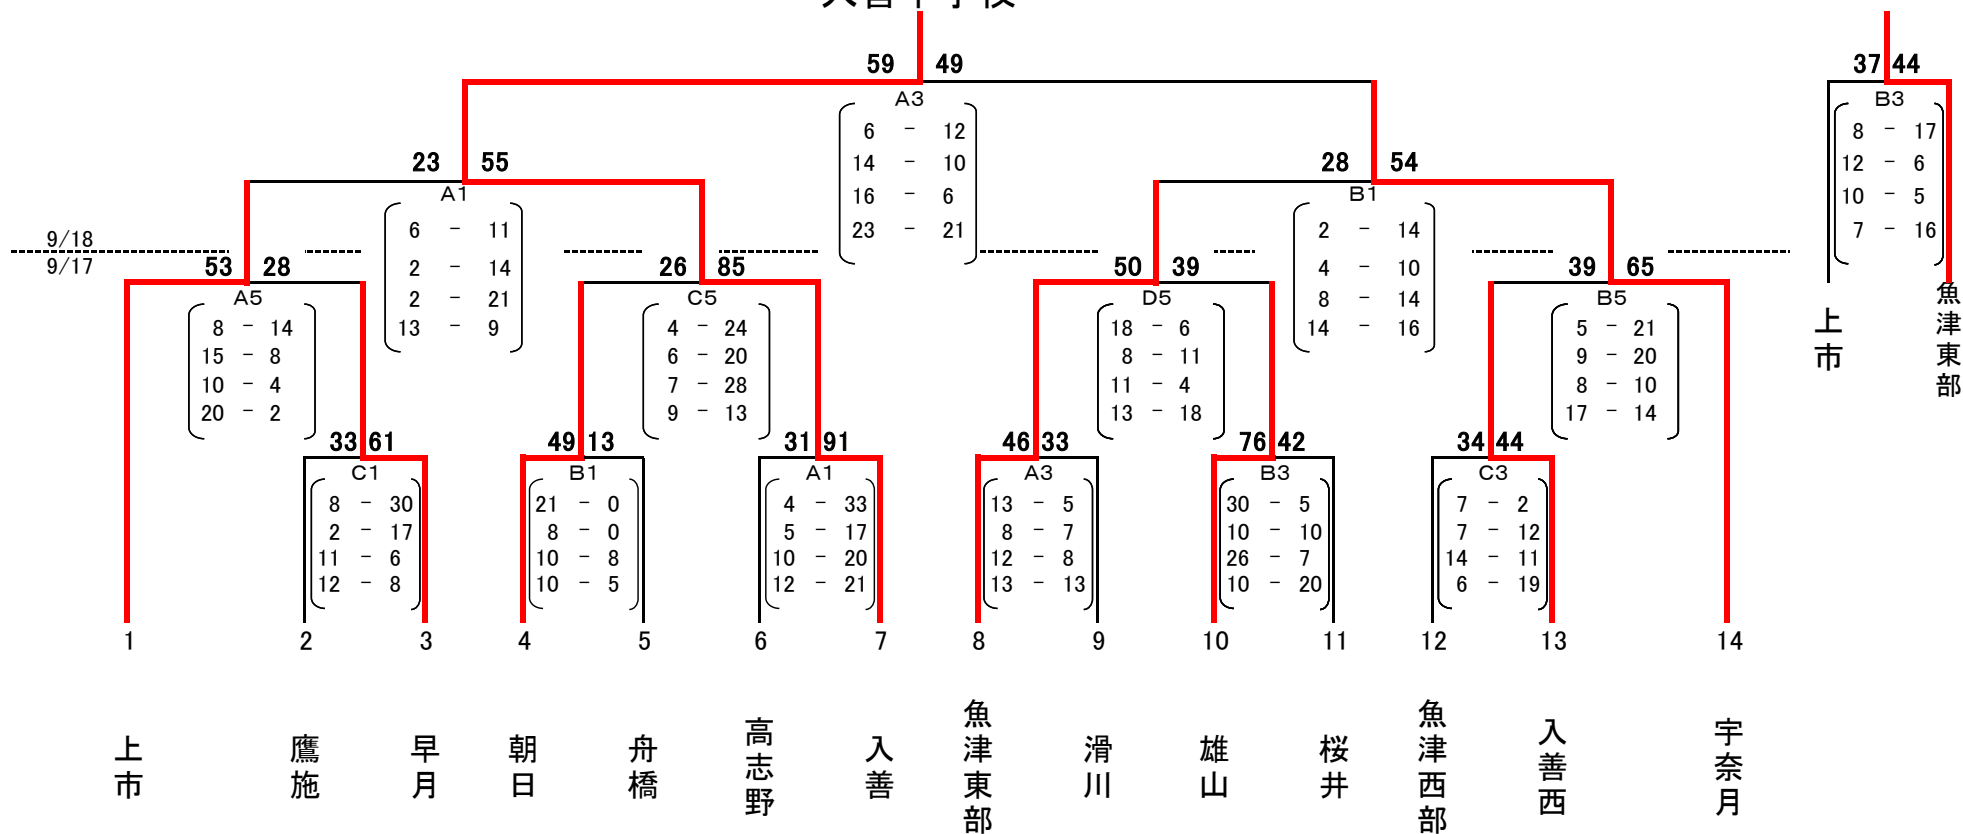 入善中学校
59 49
37 44
A3
6 - 12
14 - 10
16 - 6
23 - 21
B3
8 - 17
12 - 6
10 - 5
7 - 16
上市
魚津東部
23 55
A1
6 - 11
2 - 14
2 - 21
13 - 9
28 54
B1
2 - 14
4 - 10
8 - 14
14 - 16
9/18
9/17
53 28
A5
8 - 14
15 - 8
10 - 4
20 - 2
26 85
C5
4 - 24
6 - 20
7 - 28
9 - 13
50 39
D5
18 - 6
8 - 11
11 - 4
13 - 18
39 65
B5
5 - 21
9 - 20
8 - 10
17 - 14
33 61
C1
8 - 30
2 - 17
11 - 6
12 - 8
49 13
B1
21 - 0
8 - 0
10 - 8
10 - 5
31 91
A1
4 - 33
5 - 17
10 - 20
12 - 21
46 33
A3
13 - 5
8 - 7
12 - 8
13 - 13
76 42
B3
30 - 5
10 - 10
26 - 7
10 - 20
34 44
C3
7 - 2
7 - 12
14 - 11
6 - 19
1 2 3 4 5 6 7 8 9 10 11 12 13 14
上市
鷹施
早月
朝日
舟橋
高志野
入善
魚津東部
滑川
雄山
桜井
魚津西部
入善西
宇奈月